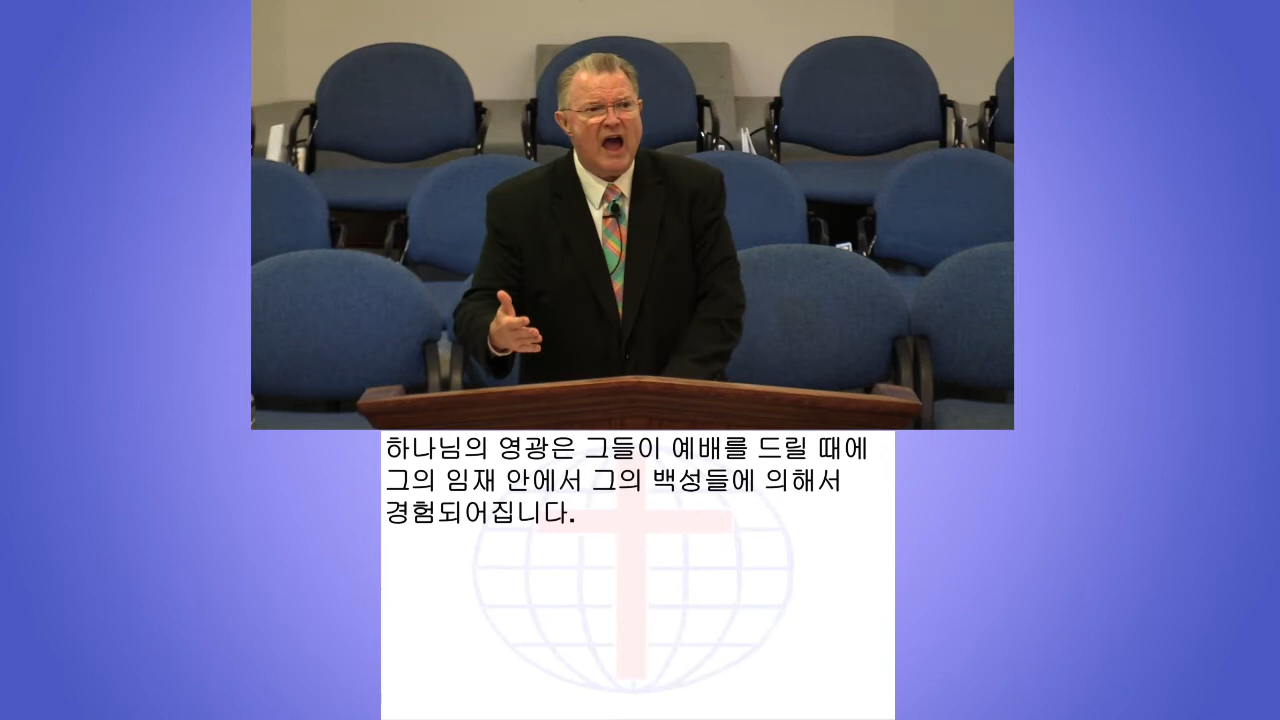 하나님의 영광은 그들이 예배를 드릴 때에
그의 임재 안에서 그의 백성들에 의해서
경험되어집니다.